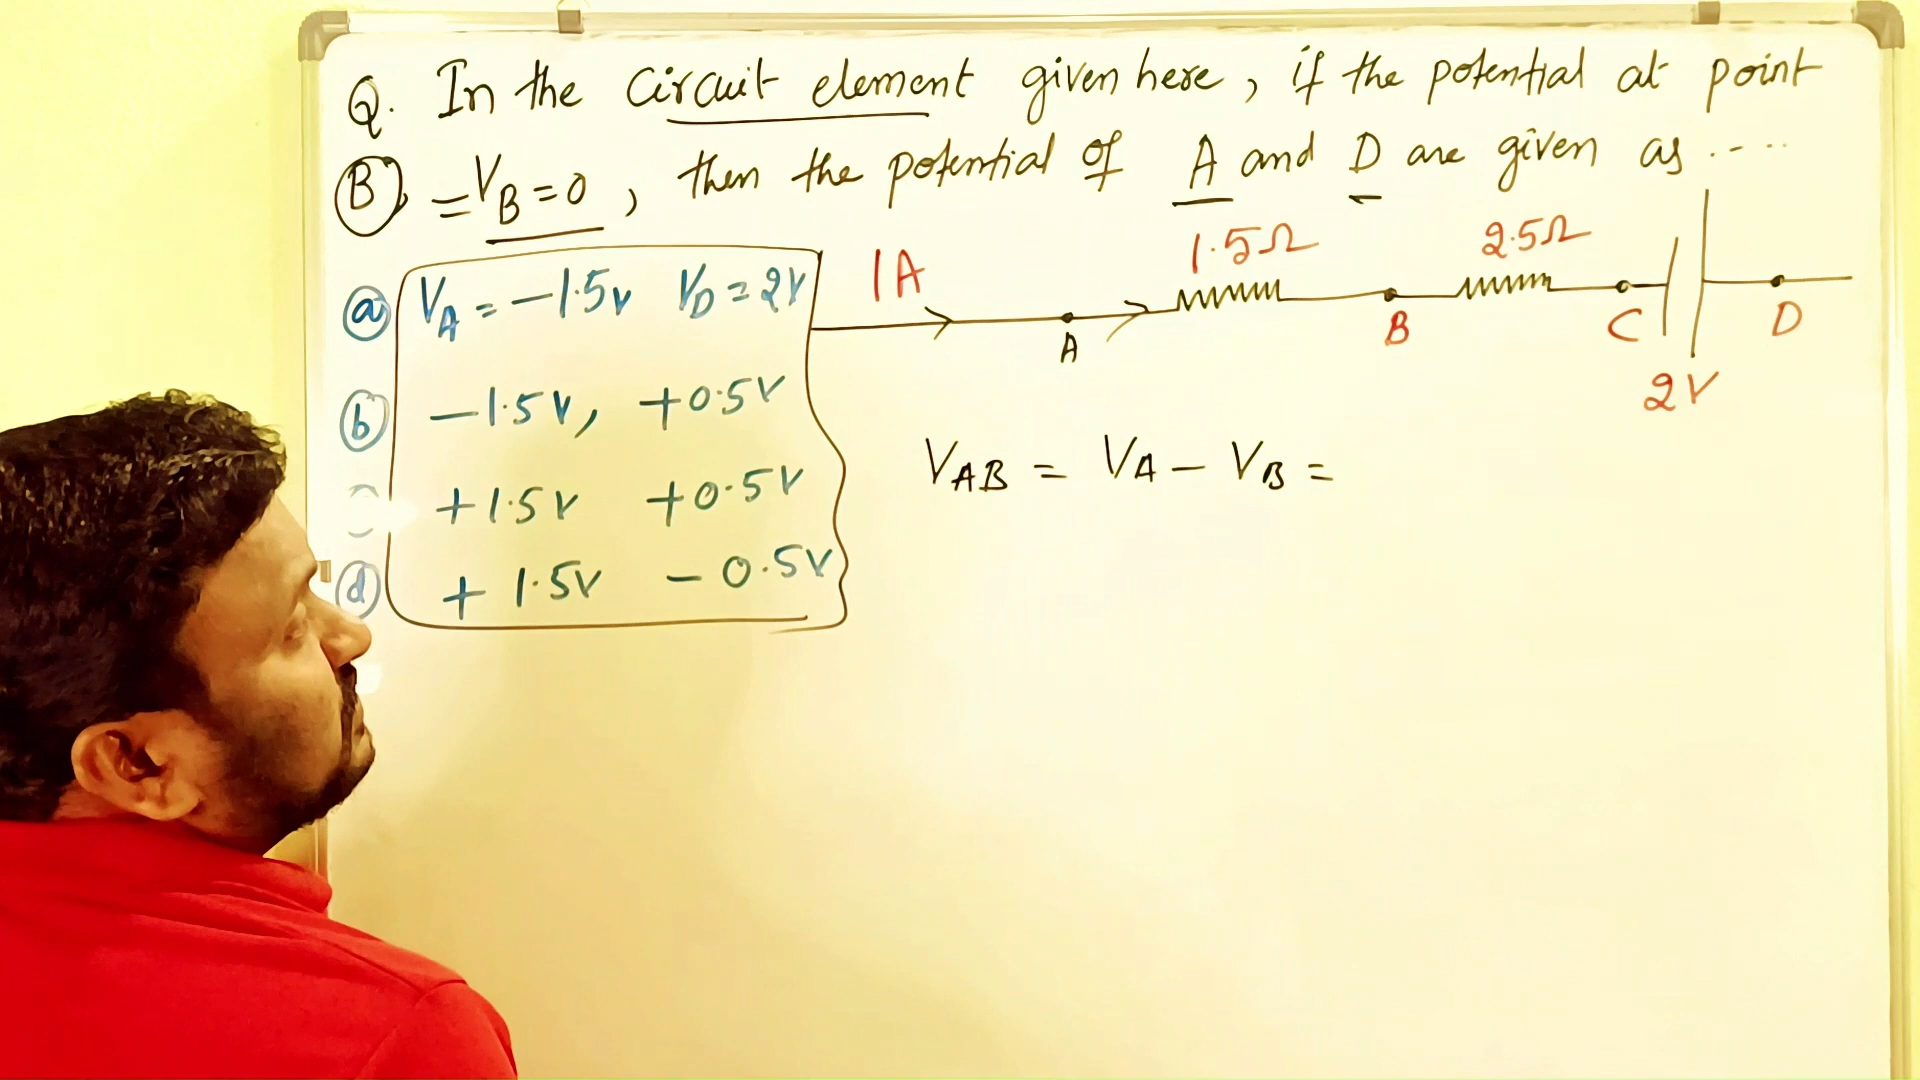 Q. In the circuit element given here, if the potential at point
B, = VB = 0, then the potential of A and D are given as ....
1.5Ω 2.5Ω
1A
A B C D
2V
a VA = -1.5V VD = 2V
b -1.5V, +0.5V
+1.5V +0.5V
d +1.5V -0.5V
VAB = VA - VB =